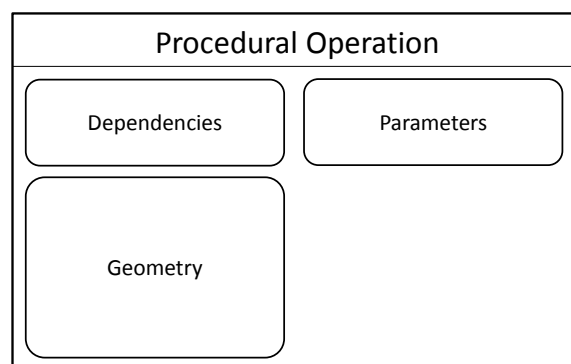 Procedural Operation
Dependencies
Parameters
Geometry